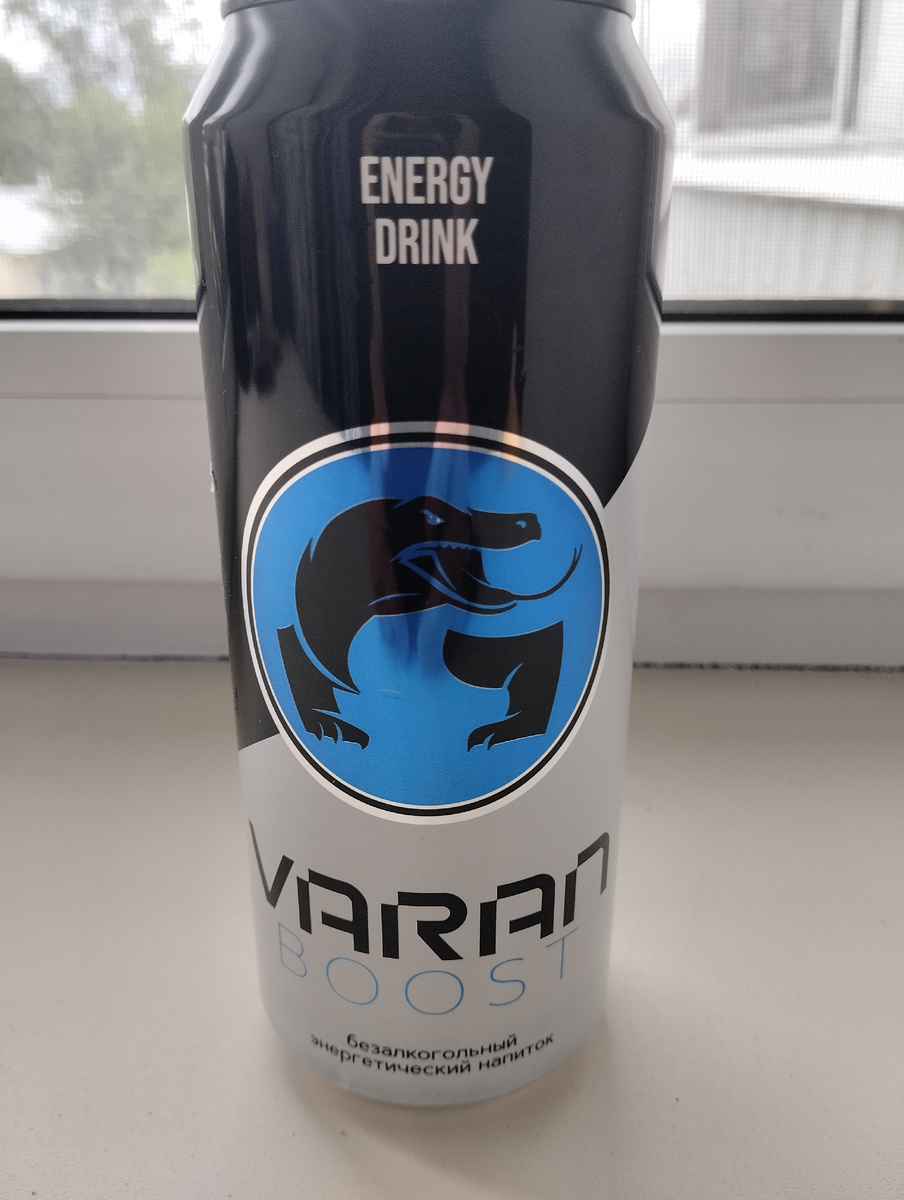 ENERGY
DRINK
VARAN
BOOST
безалкогольный
энергетический напиток